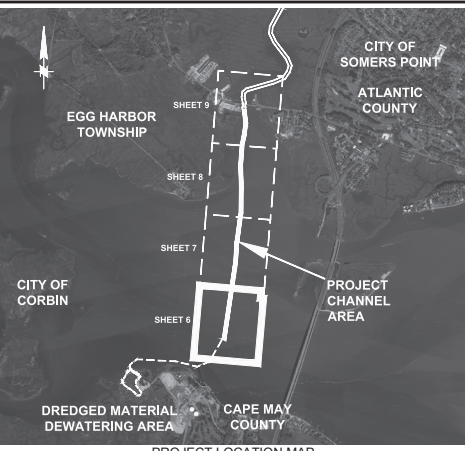 CITY OF
SOMERS POINT
ATLANTIC
COUNTY
SHEET 9
EGG HARBOR
TOWNSHIP
SHEET 8
SHEET 7
CITY OF
CORBIN
PROJECT
CHANNEL
AREA
SHEET 6
DREDGED MATERIAL
DEWATERING AREA
CAPE MAY
COUNTY
PROJECT LOCATION MAP